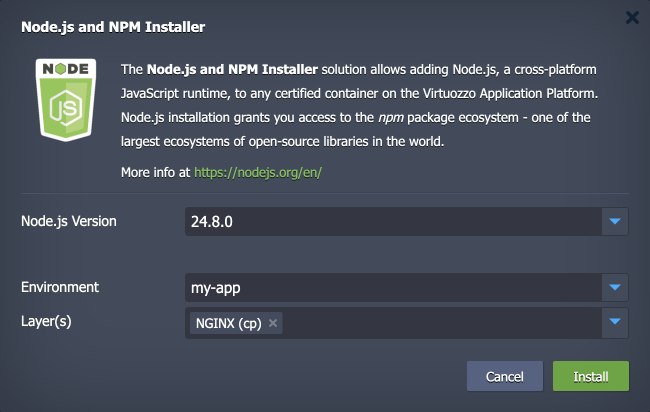 Node.js and NPM Installer
NODE
JS
The Node.js and NPM Installer solution allows adding Node.js, a cross-platform
JavaScript runtime, to any certified container on the Virtuozzo Application Platform.
Node.js installation grants you access to the npm package ecosystem - one of the
largest ecosystems of open-source libraries in the world.
More info at https://nodejs.org/en/
Node.js Version
24.8.0
Environment
my-app
Layer(s)
NGINX (cp)
Cancel
Install